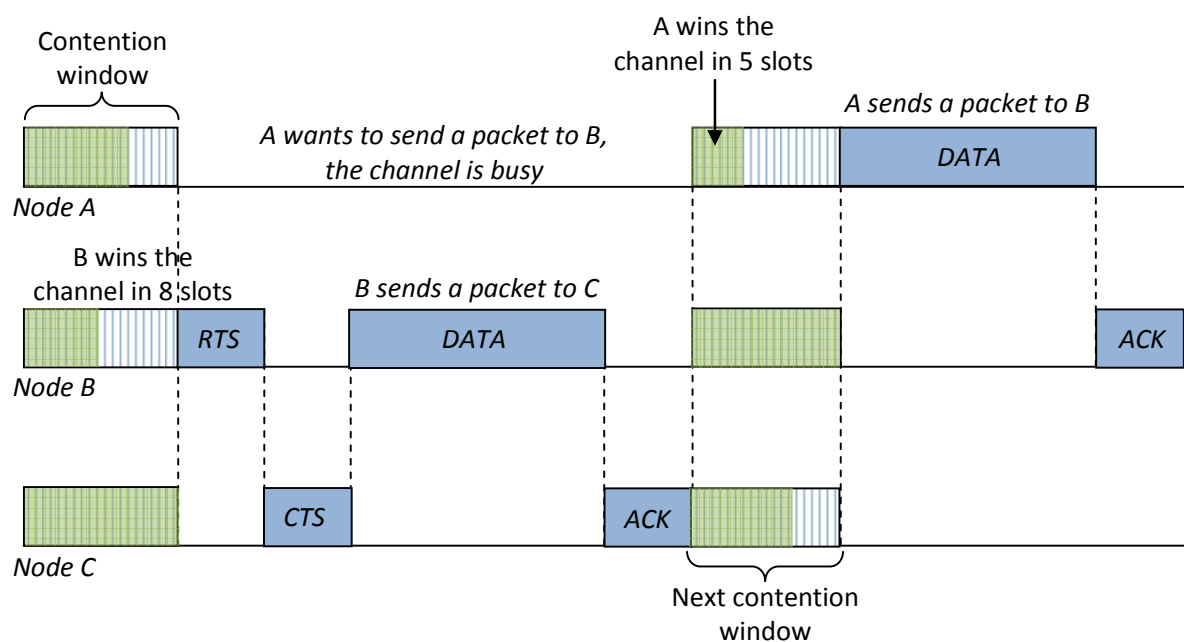 Contention
window
A wins the
channel in 5 slots
A sends a packet to B
A wants to send a packet to B,
the channel is busy
DATA
Node A
B wins the
channel in 8 slots
B sends a packet to C
RTS
DATA
ACK
Node B
CTS
ACK
Node C
Next contention
window